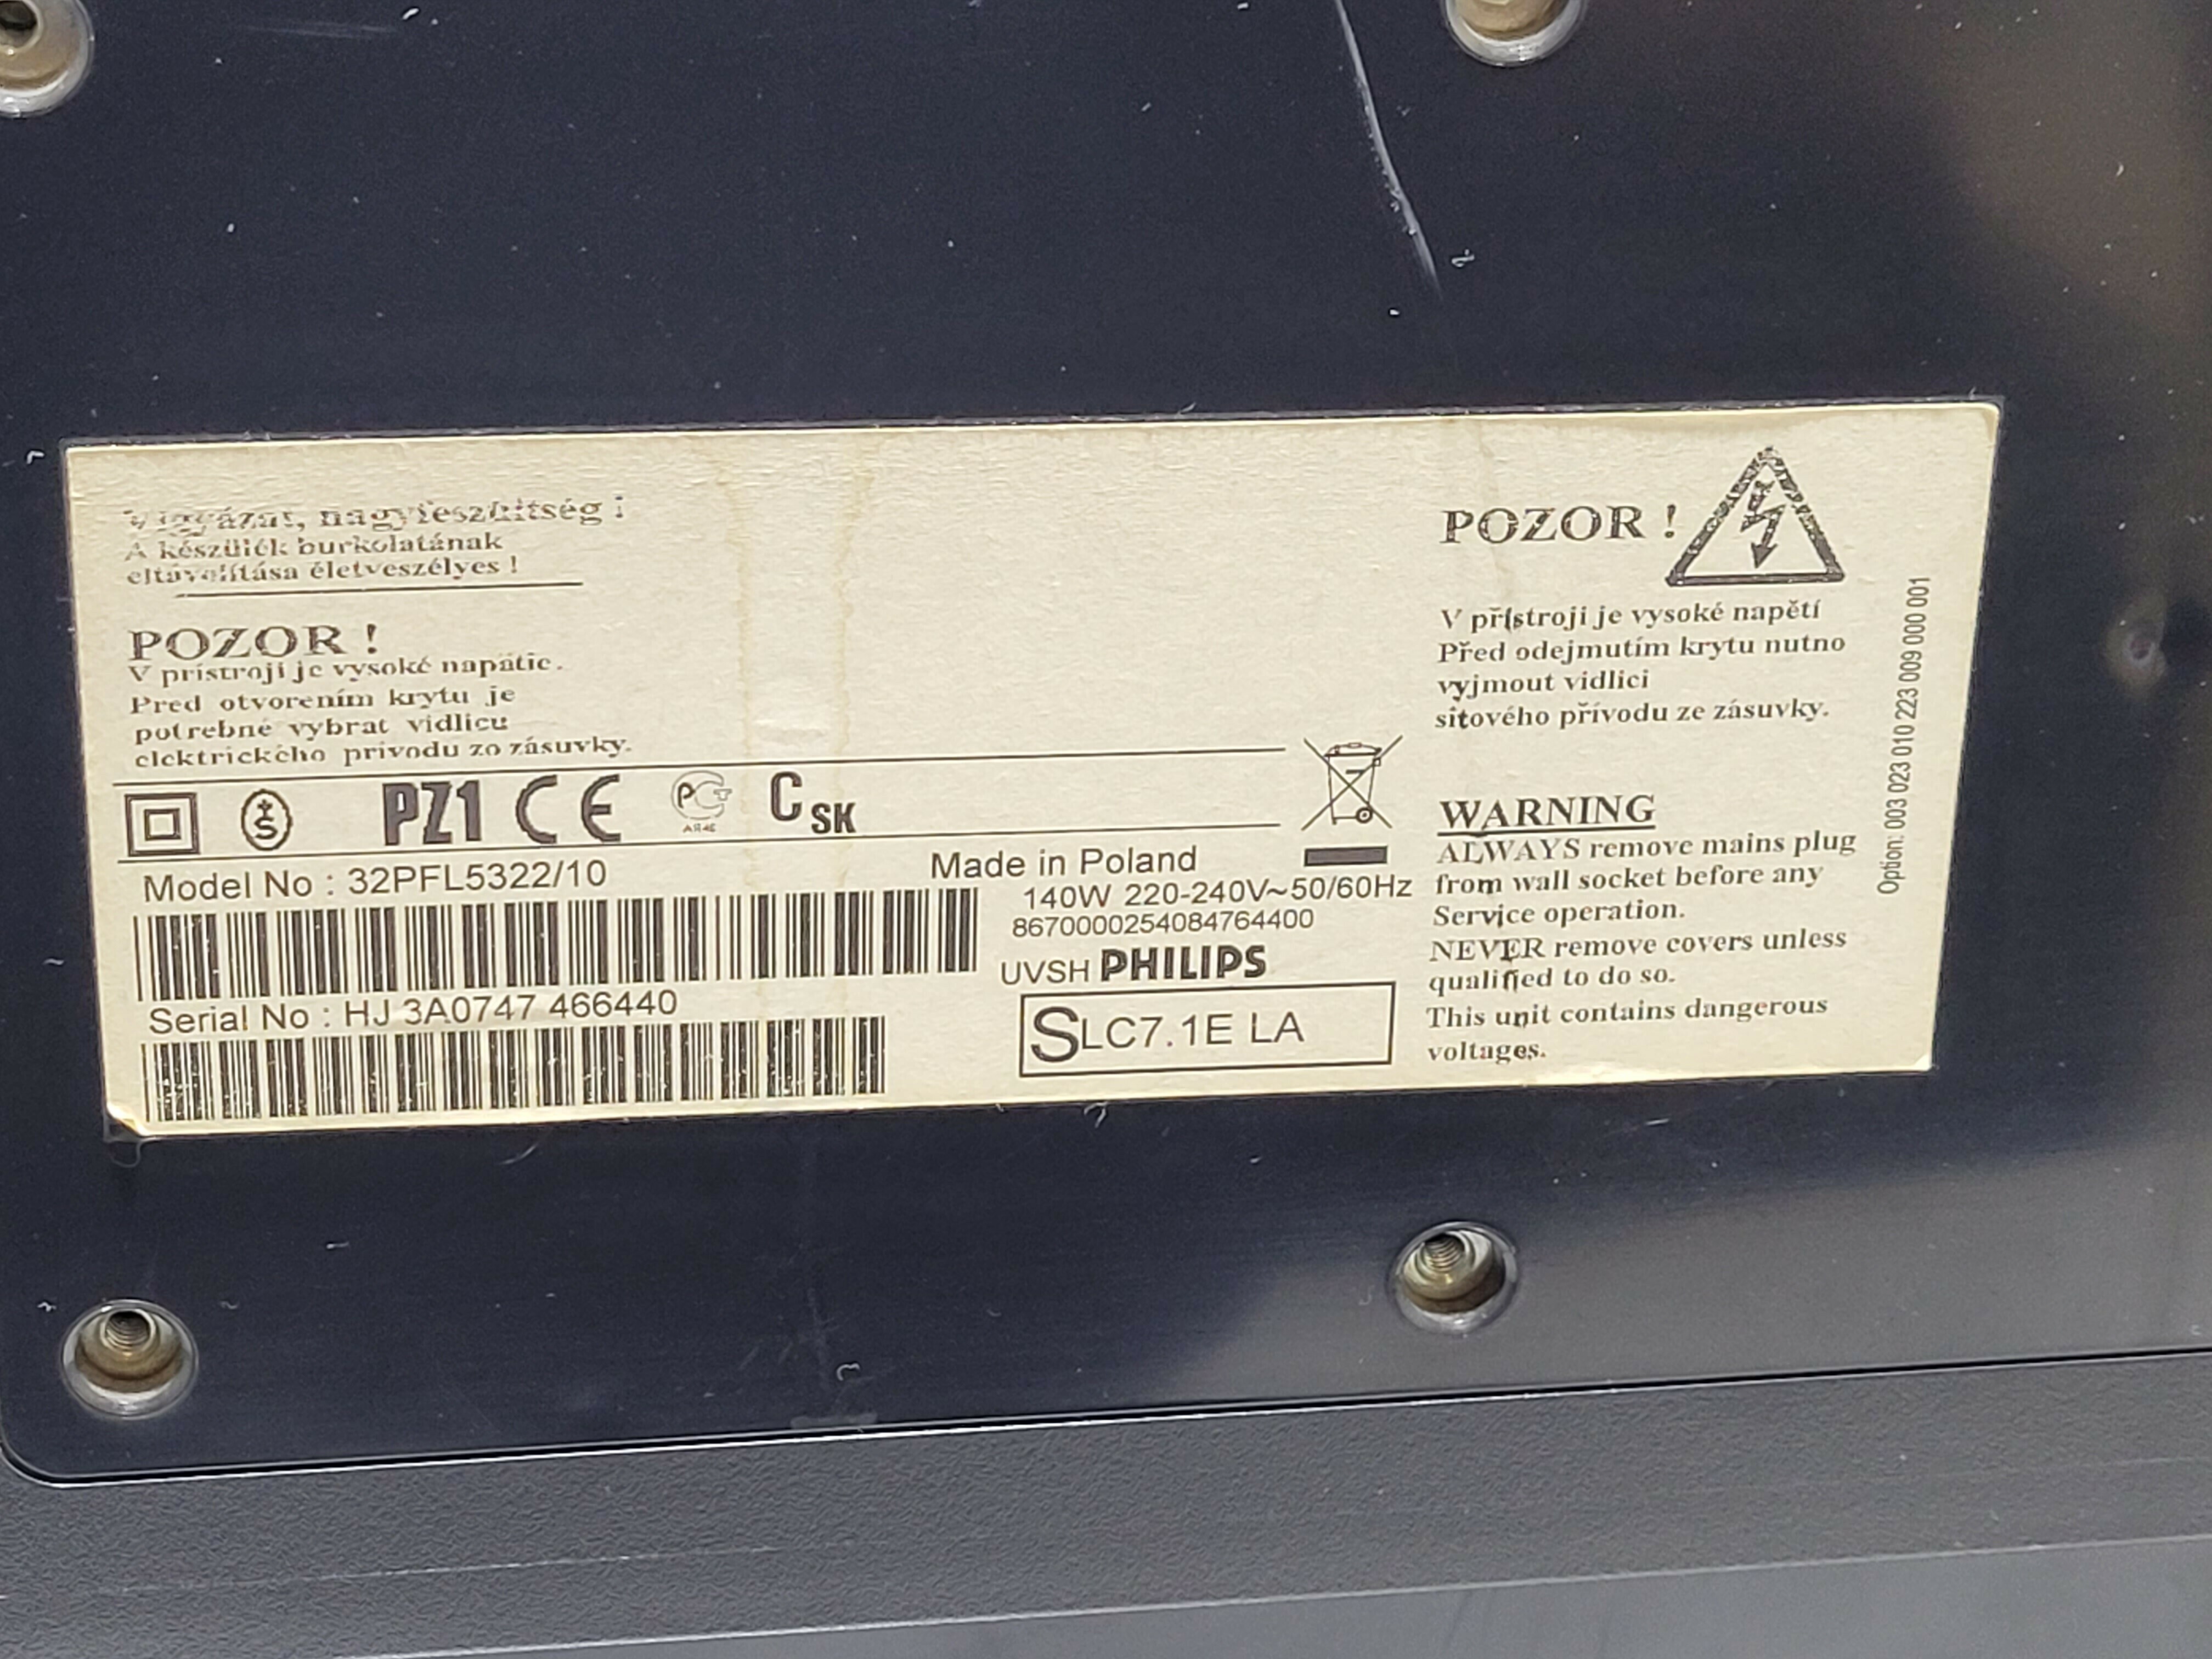 Vigyázat, nagyfeszültség !
A készülék burkolatának
eltávolítása életveszélyes !
POZOR !
V prístroji je vysoké napätie.
Pred otvorením krytu je
potrebné vybrat vidlicu
elektrického prívodu zo zásuvky.
S
PZ1 CE
РСТ
C SK
Model No : 32PFL5322/10
Serial No : HJ 3A0747 466440
Made in Poland
140W 220-240V~50/60Hz
8670000254084764400
UVSH PHILIPS
SLC7.1E LA
POZOR !
V přístroji je vysoké napětí
Před odejmutím krytu nutno
vyjmout vidlici
sítového přívodu ze zásuvky.
WARNING
ALWAYS remove mains plug
from wall socket before any
Service operation.
NEVER remove covers unless
qualified to do so.
This unit contains dangerous
voltages.
Option: 003 023 010 223 009 000 001